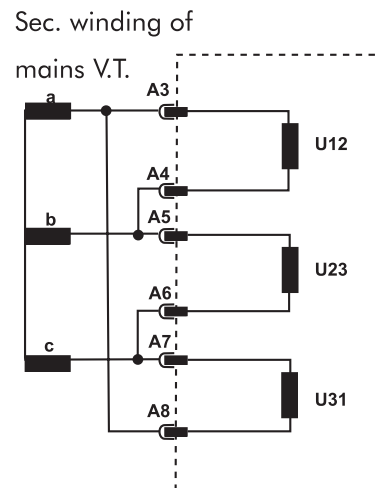 Sec. winding of
mains V.T.
a
A3
U12
A4
b
A5
U23
A6
c
A7
U31
A8